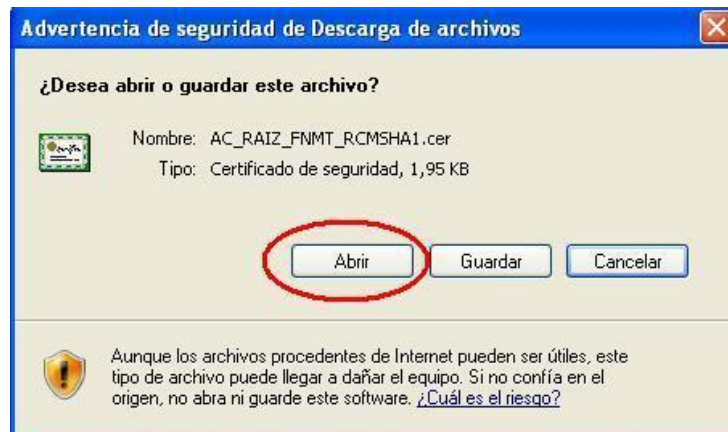 Advertencia de seguridad de Descarga de archivos
¿Desea abrir o guardar este archivo?
Nombre: AC_RAIZ_FNMT_RCMSHA1.cer
Tipo: Certificado de seguridad, 1,95 KB
Abrir Guardar Cancelar
Aunque los archivos procedentes de Internet pueden ser útiles, este
tipo de archivo puede llegar a dañar el equipo. Si no confía en el
origen, no abra ni guarde este software. ¿Cuál es el riesgo?